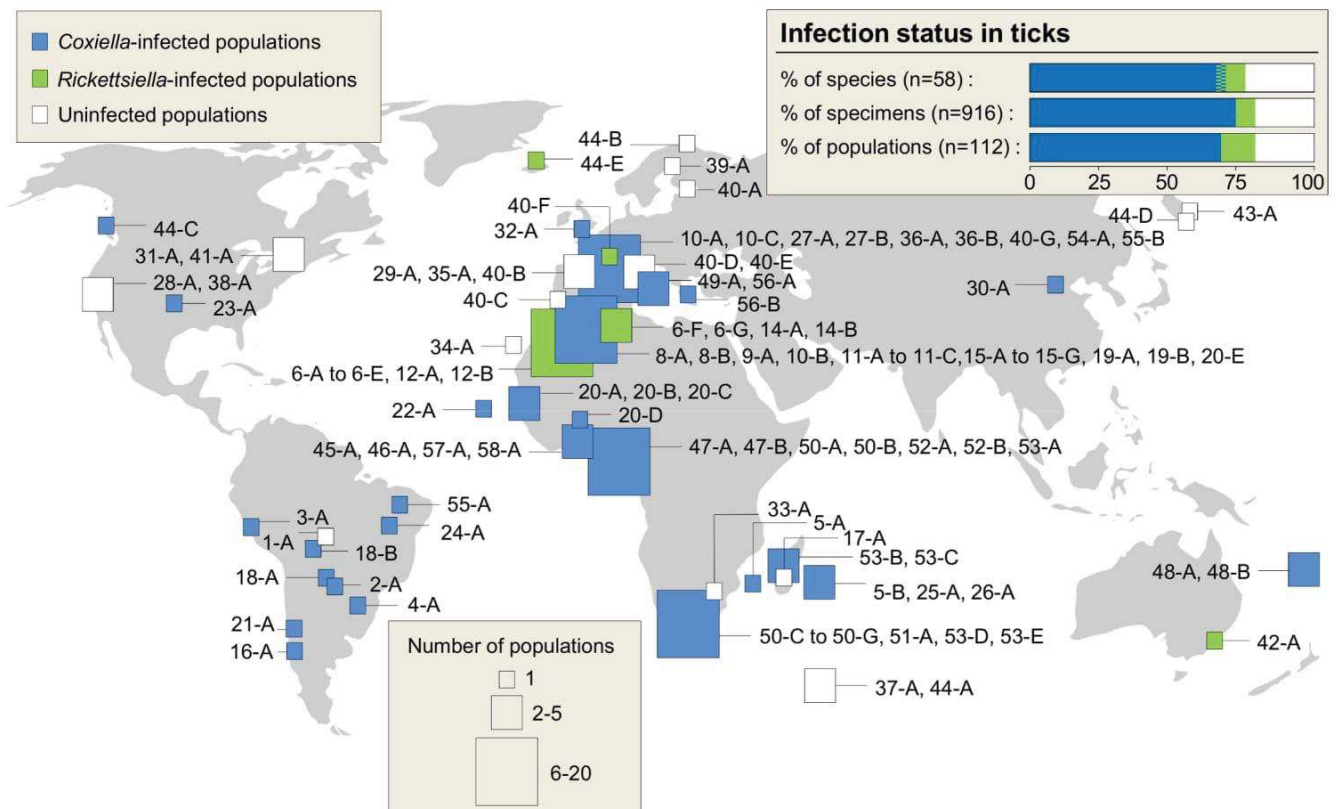 Coxiella-infected populations
Rickettsiella-infected populations
Uninfected populations
Infection status in ticks
% of species (n=58) :
% of specimens (n=916) :
% of populations (n=112) :
0 25 50 75 100
44-B
44-E
39-A
40-A
40-F
43-A
44-D
44-C
32-A
10-A, 10-C, 27-A, 27-B, 36-A, 36-B, 40-G, 54-A, 55-B
31-A, 41-A
29-A, 35-A, 40-B
40-D, 40-E
28-A, 38-A
49-A, 56-A
30-A
23-A
40-C
56-B
6-F, 6-G, 14-A, 14-B
34-A
8-A, 8-B, 9-A, 10-B, 11-A to 11-C,15-A to 15-G, 19-A, 19-B, 20-E
6-A to 6-E, 12-A, 12-B
20-A, 20-B, 20-C
22-A
20-D
45-A, 46-A, 57-A, 58-A
47-A, 47-B, 50-A, 50-B, 52-A, 52-B, 53-A
55-A
33-A
3-A
5-A
24-A
1-A
17-A
18-B
53-B, 53-C
48-A, 48-B
18-A
2-A
5-B, 25-A, 26-A
4-A
21-A
50-C to 50-G, 51-A, 53-D, 53-E
42-A
16-A
37-A, 44-A
Number of populations
1
2-5
6-20